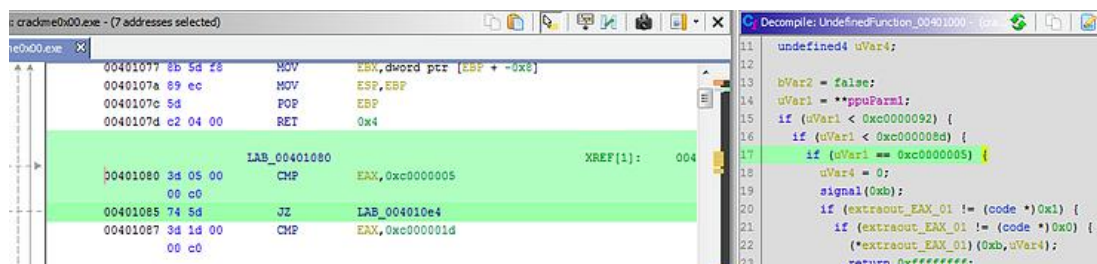 : crackme0x00.exe - (7 addresses selected)
me0x00.exe
00401077 8b 5d f8 MOV EBX,dword ptr [EBP + -0x8]
0040107a 89 ec MOV ESP,EBP
0040107c 5d POP EBP
0040107d c2 04 00 RET 0x4
LAB_00401080 XREF[1]: 004
00401080 3d 05 00 CMP EAX,0xc0000005
00 c0
00401085 74 5d JZ LAB_004010e4
00401087 3d 1d 00 CMP EAX,0xc000001d
00 c0
Decompile: UndefinedFunction_00401000 - (cra
11 undefined4 uVar4;
12
13 bVar2 = false;
14 uVar1 = **ppuParm1;
15 if (uVar1 < 0xc0000092) {
16 if (uVar1 < 0xc000008d) {
17 if (uVar1 == 0xc0000005) {
18 uVar4 = 0;
19 signal(0xb);
20 if (extraout_EAX_01 != (code *)0x1) {
21 if (extraout_EAX_01 != (code *)0x0) {
22 (*extraout_EAX_01)(0xb,uVar4);
23 return 0xffffffff;